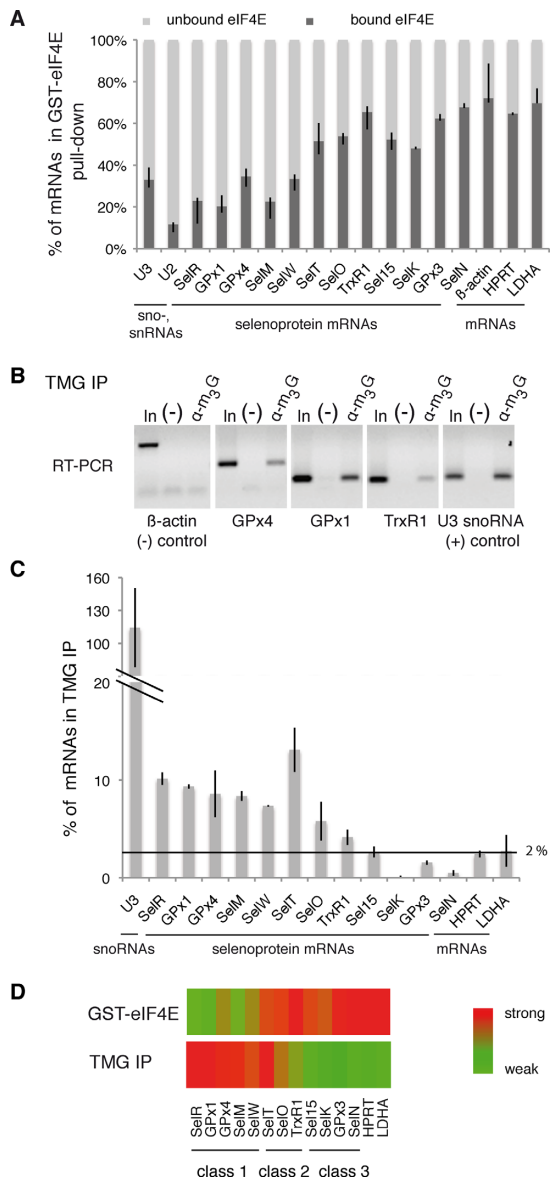 A
unbound eIF4E bound eIF4E
% of mRNAs in GST-eIF4E
pull-down
100%
80%
60%
40%
20%
0%
U3 U2 SelR GPx1 GPx4 SelM SelW SelT SelO TrxR1 Sel15 SelK GPx3 SelN ß-actin HPRT LDHA
sno-,
snRNAs
selenoprotein mRNAs
mRNAs
B
TMG IP
In (-) α-m3G In (-) α-m3G In (-) α-m3G In (-) α-m3G In (-) α-m3G
RT-PCR
ß-actin
(-) control
GPx4
GPx1
TrxR1
U3 snoRNA
(+) control
C
% of mRNAs in TMG IP
160
130
100
20
10
0
2 %
U3 SelR GPx1 GPx4 SelM SelW SelT SelO TrxR1 Sel15 SelK GPx3 SelN HPRT LDHA
snoRNAs selenoprotein mRNAs mRNAs
D
GST-eIF4E
TMG IP
strong
weak
SelR GPx1 GPx4 SelM SelW SelT SelO TrxR1 Sel15 SelK GPx3 SelN HPRT LDHA
class 1 class 2 class 3